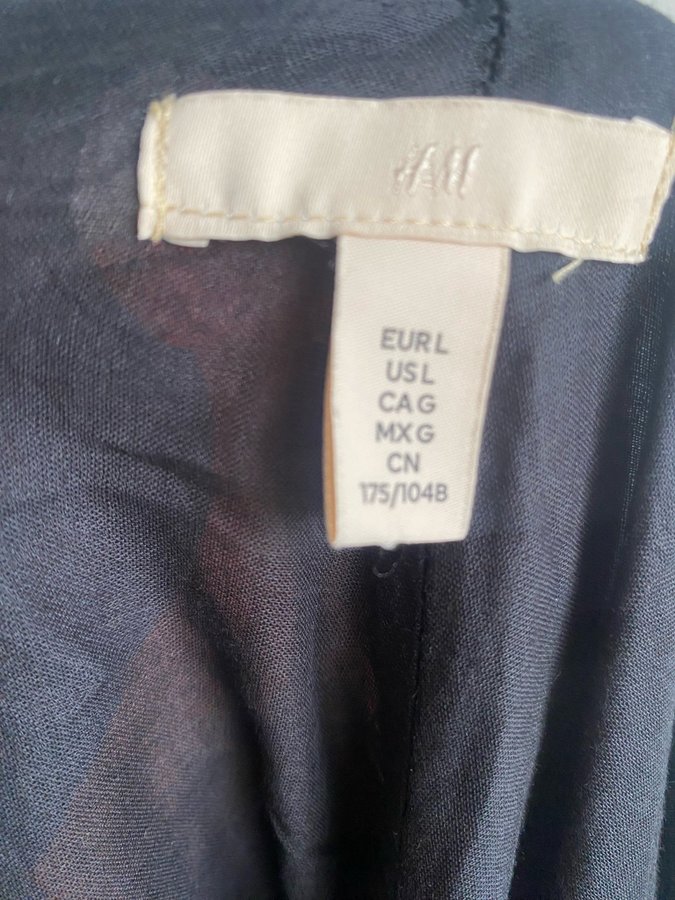 H&M
EUR L
US L
CA G
MX G
CN
175/104B